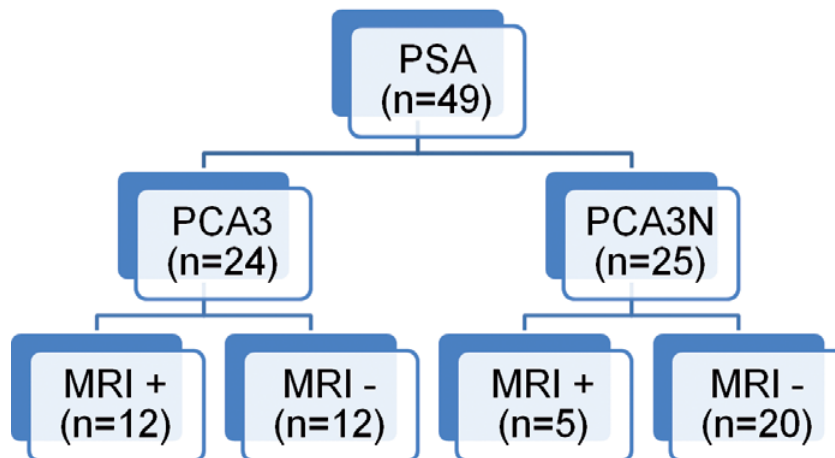 PSA
(n=49)
PCA3
(n=24)
PCA3N
(n=25)
MRI +
(n=12)
MRI -
(n=12)
MRI +
(n=5)
MRI -
(n=20)